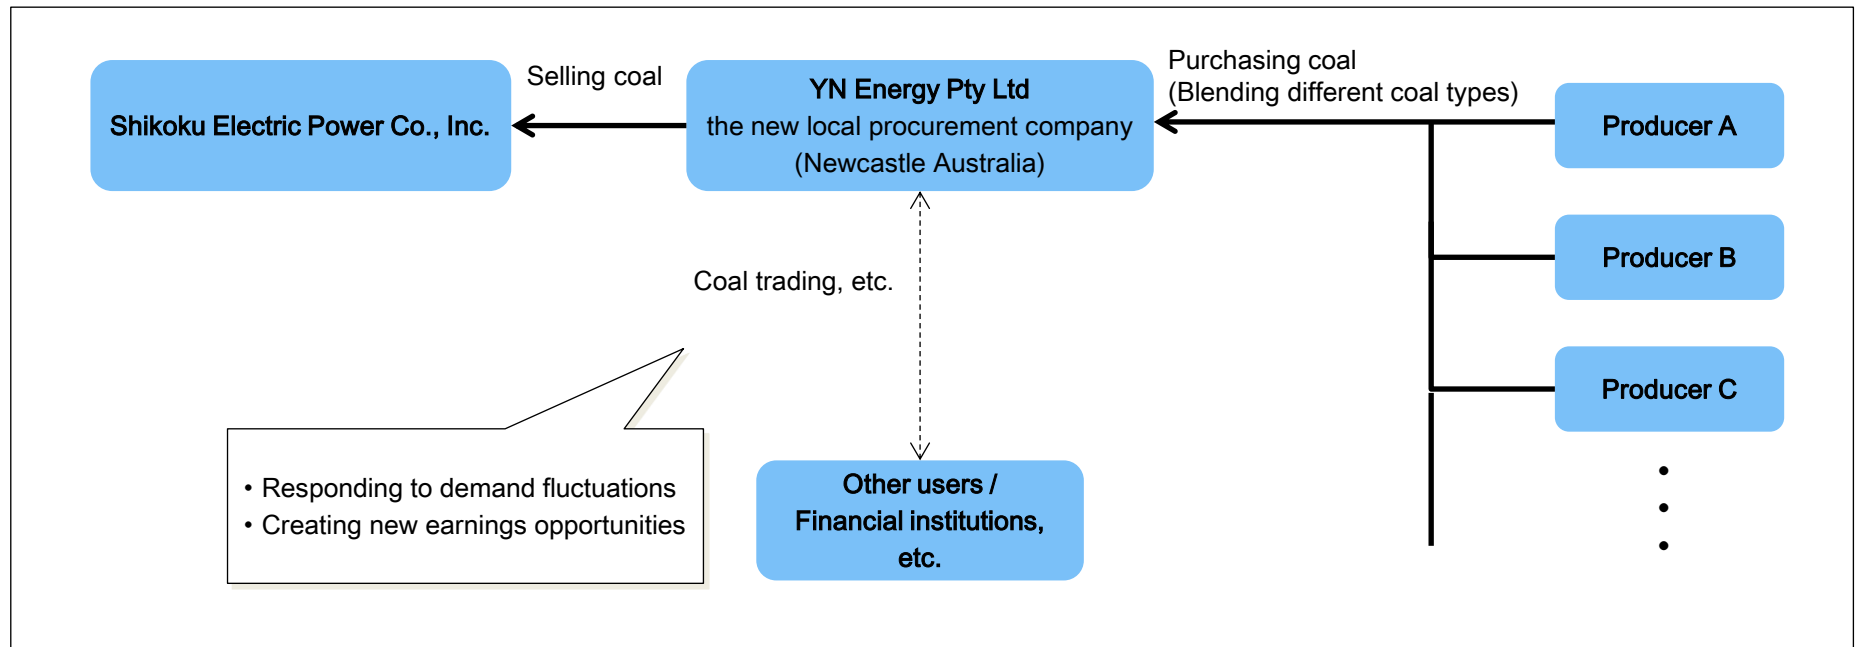 Shikoku Electric Power Co., Inc.
Selling coal
YN Energy Pty Ltd
the new local procurement company
(Newcastle Australia)
Purchasing coal
(Blending different coal types)
Producer A
Producer B
Producer C
Coal trading, etc.
• Responding to demand fluctuations
• Creating new earnings opportunities
Other users /
Financial institutions,
etc.